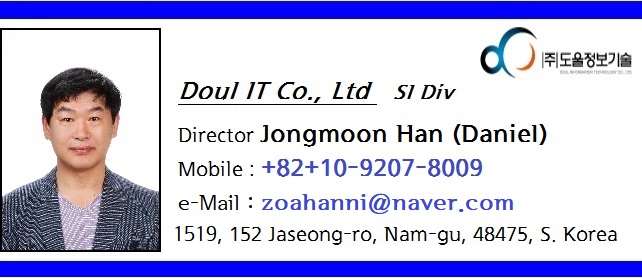 (주)도울정보기술
DOUL INFORMATION TECHNOLOGY CO., LTD.
Doul IT Co., Ltd SI Div
Director Jongmoon Han (Daniel)
Mobile : +82+10-9207-8009
e-Mail : zoahanni@naver.com
1519, 152 Jaseong-ro, Nam-gu, 48475, S. Korea